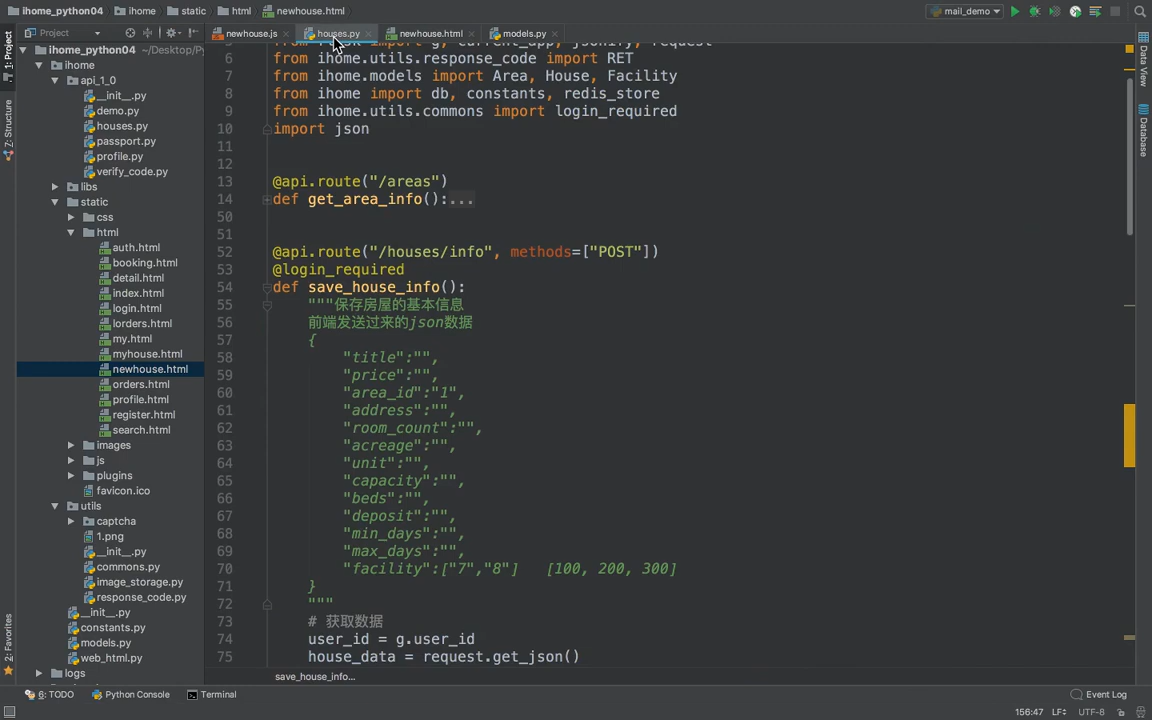 ihome_python04 ihome static html newhouse.html mail_demo
Project newhouse.js houses.py newhouse.html models.py
1: Project
Structure
2: Favorites
Data View
Database
ihome_python04 ~/Desktop/Py
ihome
api_1_0
__init__.py
demo.py
houses.py
passport.py
profile.py
verify_code.py
libs
static
css
html
auth.html
booking.html
detail.html
index.html
login.html
lorders.html
my.html
myhouse.html
newhouse.html
orders.html
profile.html
register.html
search.html
images
js
plugins
favicon.ico
utils
captcha
1.png
__init__.py
commons.py
image_storage.py
response_code.py
__init__.py
constants.py
models.py
web_html.py
logs
6 from ihome.utils.response_code import RET
7 from ihome.models import Area, House, Facility
8 from ihome import db, constants, redis_store
9 from ihome.utils.commons import login_required
10 import json
11
12
13 @api.route("/areas")
14 def get_area_info():...
50
51
52 @api.route("/houses/info", methods=["POST"])
53 @login_required
54 def save_house_info():
55 """保存房屋的基本信息
56 前端发送过来的json数据
57 {
58 "title":"",
59 "price":"",
60 "area_id":"1",
61 "address":"",
62 "room_count":"",
63 "acreage":"",
64 "unit":"",
65 "capacity":"",
66 "beds":"",
67 "deposit":"",
68 "min_days":"",
69 "max_days":"",
70 "facility":["7","8"] [100, 200, 300]
71 }
72 """
73 # 获取数据
74 user_id = g.user_id
75 house_data = request.get_json()
save_house_info...
6: TODO Python Console Terminal Event Log
156:47 LF UTF-8